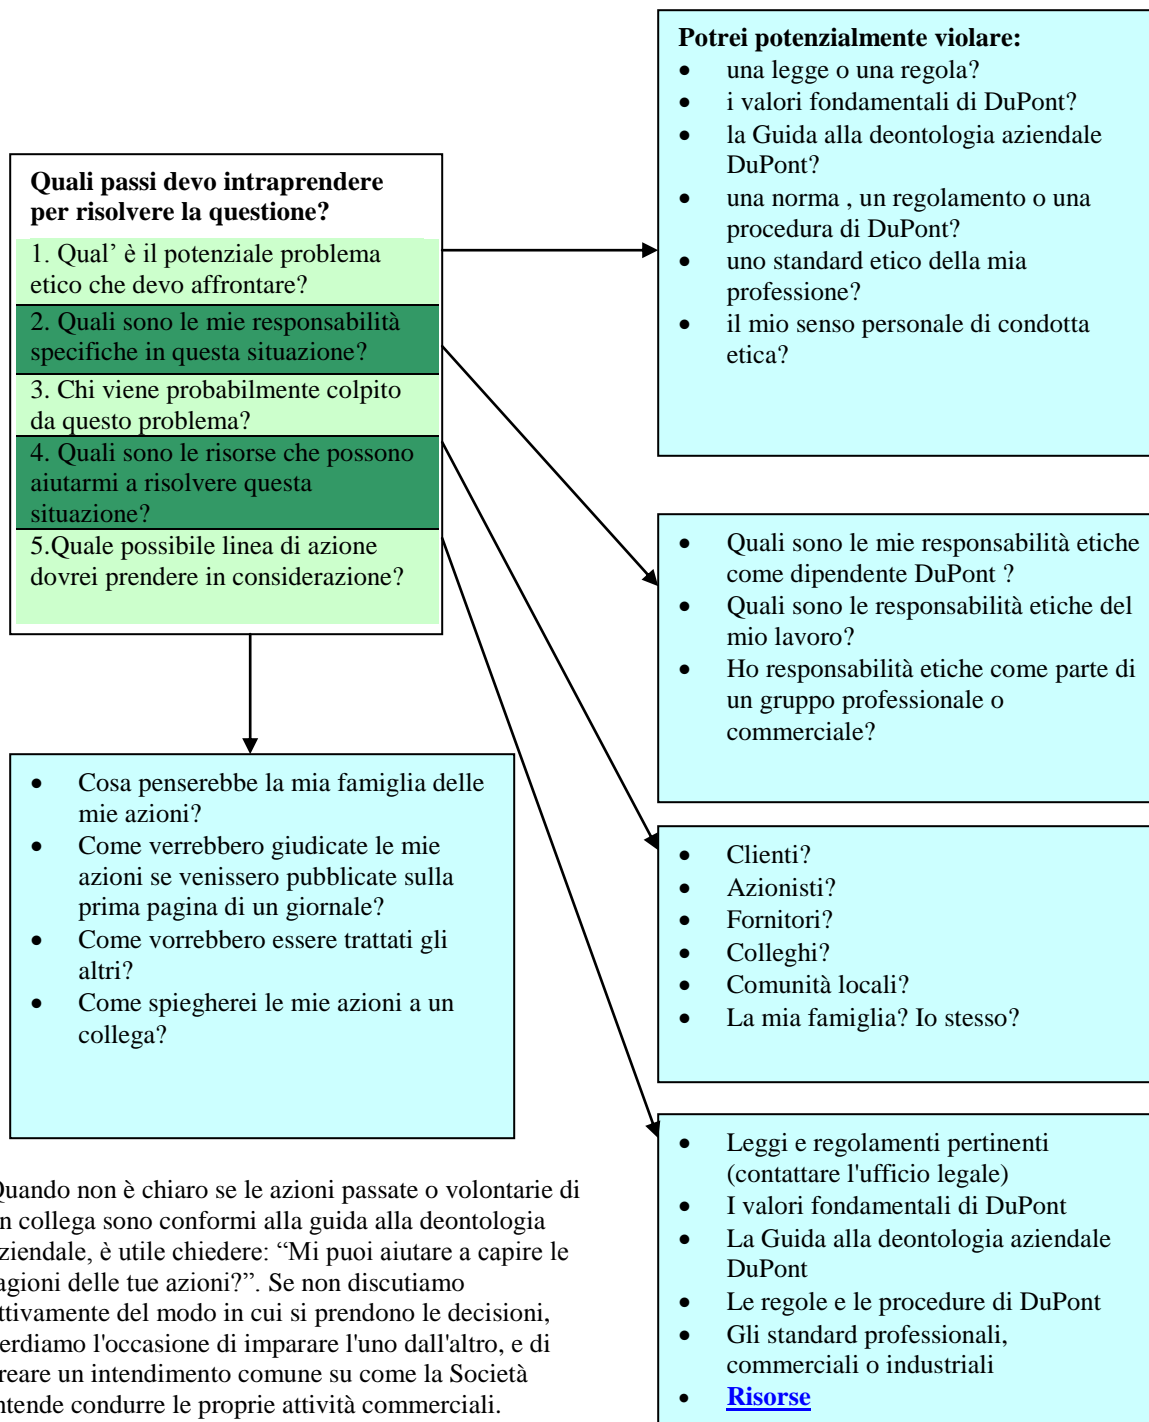 Potrei potenzialmente violare:
• una legge o una regola?
• i valori fondamentali di DuPont?
• la Guida alla deontologia aziendale
DuPont?
• una norma , un regolamento o una
procedura di DuPont?
• uno standard etico della mia
professione?
• il mio senso personale di condotta
etica?
Quali passi devo intraprendere
per risolvere la questione?
1. Qual’ è il potenziale problema
etico che devo affrontare?
2. Quali sono le mie responsabilità
specifiche in questa situazione?
3. Chi viene probabilmente colpito
da questo problema?
4. Quali sono le risorse che possono
aiutarmi a risolvere questa
situazione?
5.Quale possibile linea di azione
dovrei prendere in considerazione?
• Quali sono le mie responsabilità etiche
come dipendente DuPont ?
• Quali sono le responsabilità etiche del
mio lavoro?
• Ho responsabilità etiche come parte di
un gruppo professionale o
commerciale?
• Cosa penserebbe la mia famiglia delle
mie azioni?
• Come verrebbero giudicate le mie
azioni se venissero pubblicate sulla
prima pagina di un giornale?
• Come vorrebbero essere trattati gli
altri?
• Come spiegherei le mie azioni a un
collega?
• Clienti?
• Azionisti?
• Fornitori?
• Colleghi?
• Comunità locali?
• La mia famiglia? Io stesso?
• Leggi e regolamenti pertinenti
(contattare l'ufficio legale)
• I valori fondamentali di DuPont
• La Guida alla deontologia aziendale
DuPont
• Le regole e le procedure di DuPont
• Gli standard professionali,
commerciali o industriali
• Risorse
Quando non è chiaro se le azioni passate o volontarie di
n collega sono conformi alla guida alla deontologia
ziendale, è utile chiedere: “Mi puoi aiutare a capire le
agioni delle tue azioni?”. Se non discutiamo
ttivamente del modo in cui si prendono le decisioni,
erdiamo l'occasione di imparare l'uno dall'altro, e di
reare un intendimento comune su come la Società
ntende condurre le proprie attività commerciali.